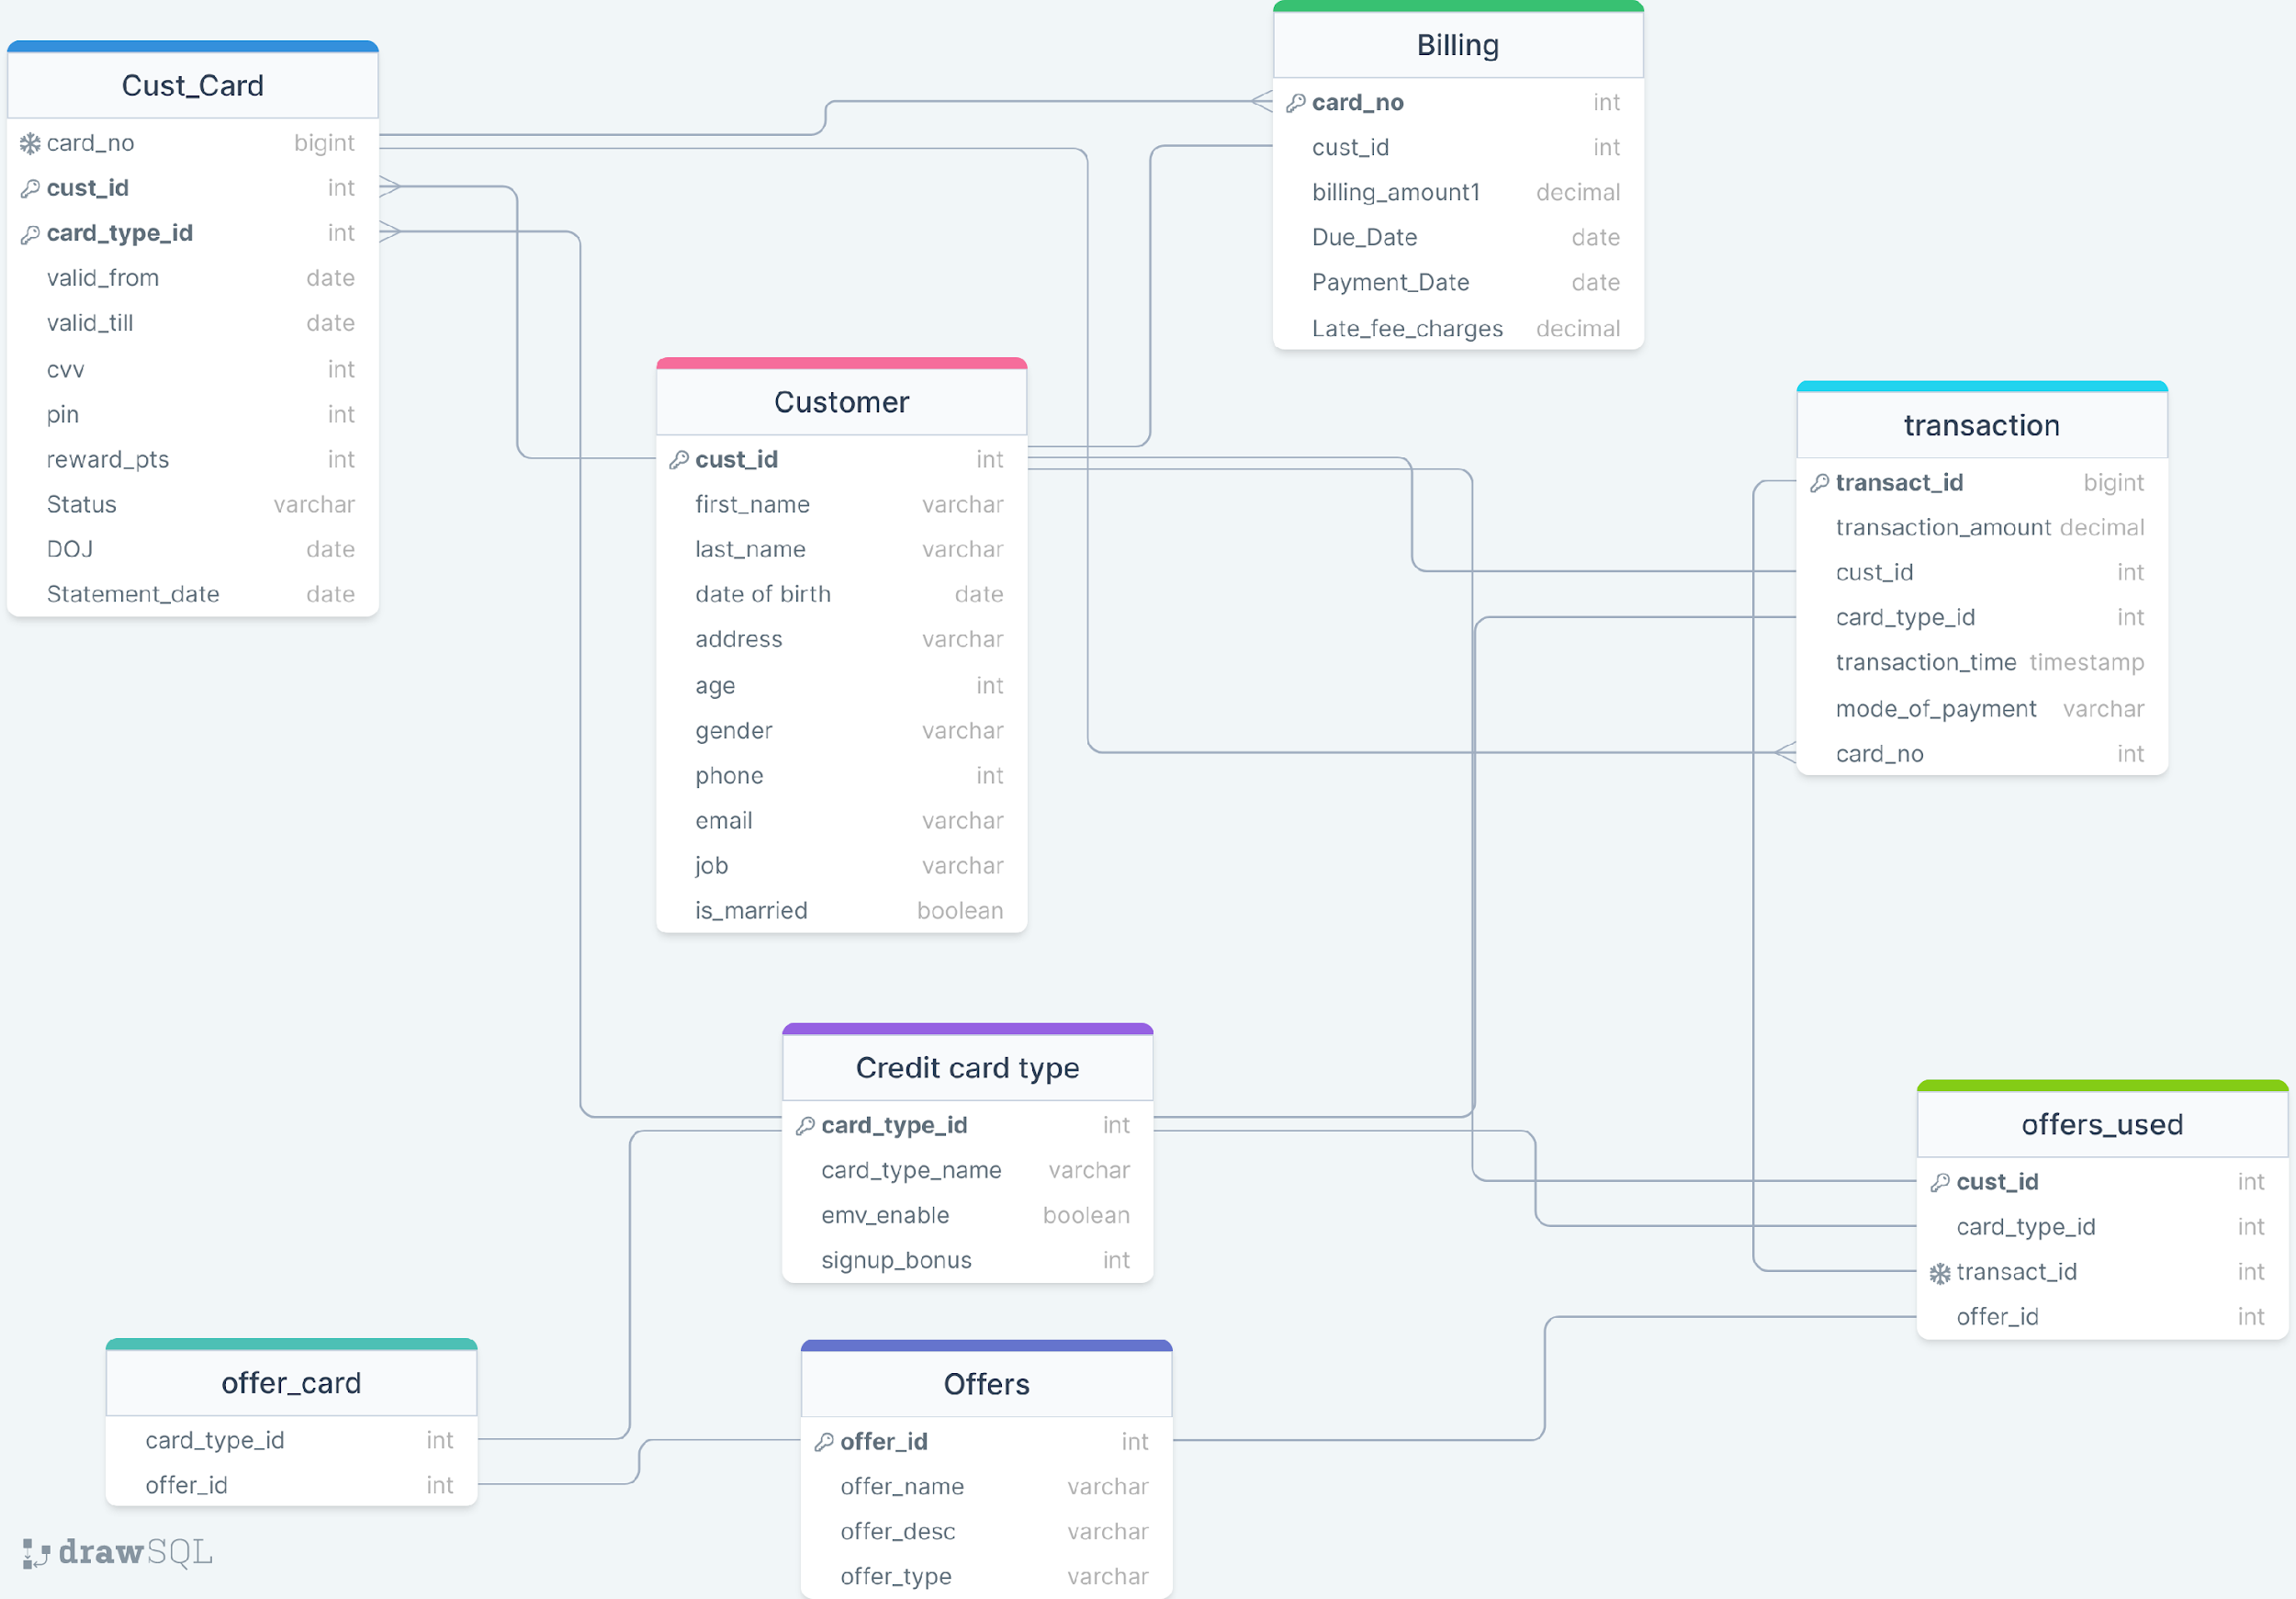 Cust_Card
card_no bigint
cust_id int
card_type_id int
valid_from date
valid_till date
cvv int
pin int
reward_pts int
Status varchar
DOJ date
Statement_date date
Billing
card_no int
cust_id int
billing_amount1 decimal
Due_Date date
Payment_Date date
Late_fee_charges decimal
Customer
cust_id int
first_name varchar
last_name varchar
date of birth date
address varchar
age int
gender varchar
phone int
email varchar
job varchar
is_married boolean
transaction
transact_id bigint
transaction_amount decimal
cust_id int
card_type_id int
transaction_time timestamp
mode_of_payment varchar
card_no int
Credit card type
card_type_id int
card_type_name varchar
emv_enable boolean
signup_bonus int
offers_used
cust_id int
card_type_id int
transact_id int
offer_id int
offer_card
card_type_id int
offer_id int
Offers
offer_id int
offer_name varchar
offer_desc varchar
offer_type varchar
drawSQL